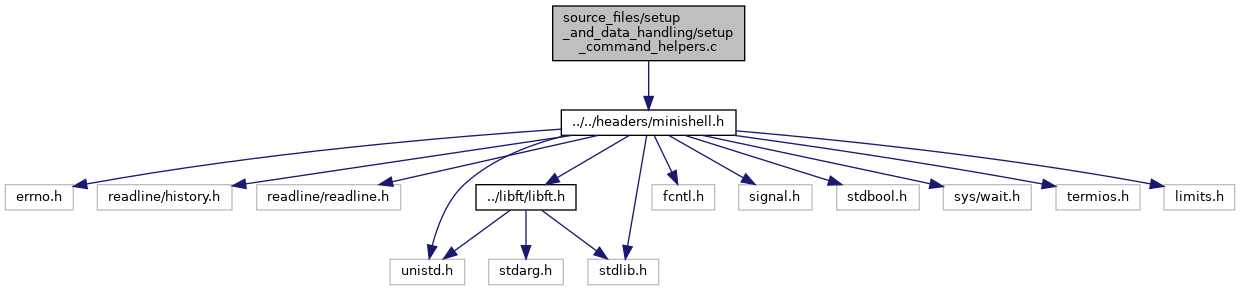 source_files/setup
_and_data_handling/setup
_command_helpers.c
../../headers/minishell.h
errno.h
readline/history.h
readline/readline.h
../libft/libft.h
fcntl.h
signal.h
stdbool.h
sys/wait.h
termios.h
limits.h
unistd.h
stdarg.h
stdlib.h